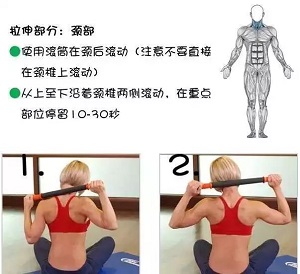 拉伸部分：颈部
●使用滚筒在颈后滚动（注意不要直接
在颈椎上滚动）
●从上至下沿着颈椎两侧滚动，在重点
部位停留10-30秒
1.
2.